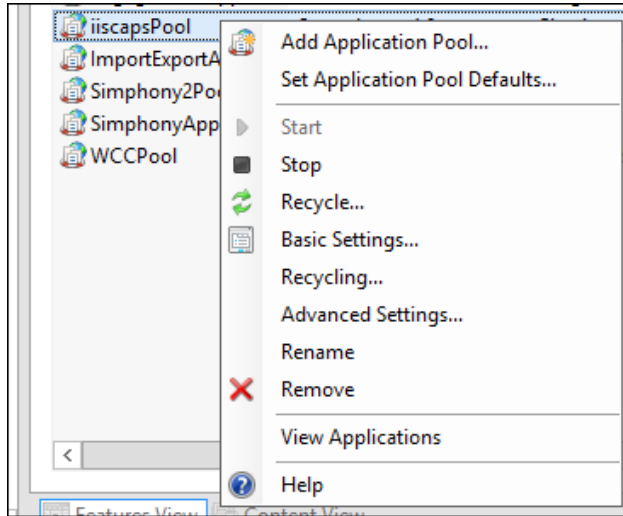 iiscapsPool
ImportExportA
Simphony2Po
SimphonyApp
WCCPool
Add Application Pool...
Set Application Pool Defaults...
Start
Stop
Recycle...
Basic Settings...
Recycling...
Advanced Settings...
Rename
Remove
View Applications
Help
Features View
Content View